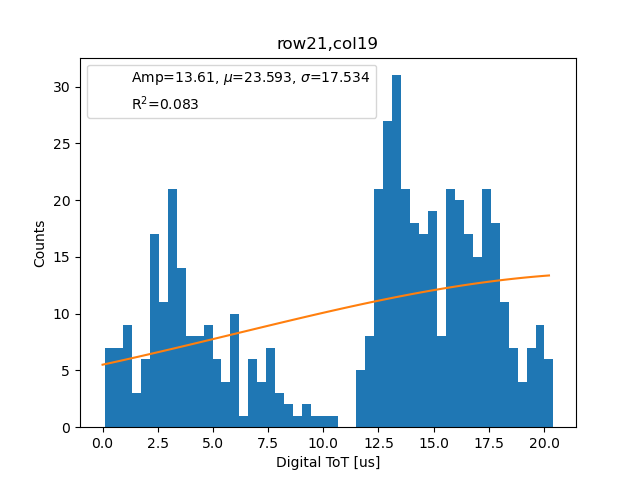 row21,col19
Amp=13.61, μ=23.593, σ=17.534
R²=0.083
Counts
30
25
20
15
10
5
0
0.0 2.5 5.0 7.5 10.0 12.5 15.0 17.5 20.0
Digital ToT [us]